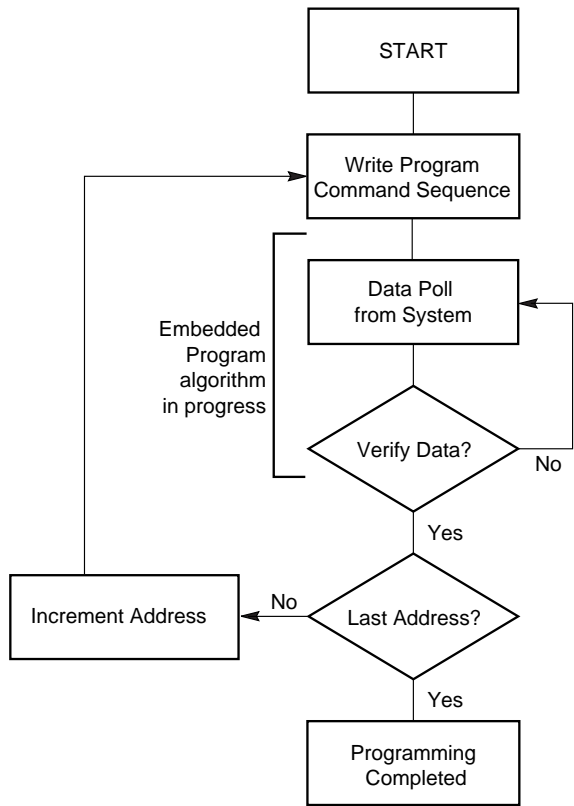 START
Write Program
Command Sequence
Data Poll
from System
Embedded
Program
algorithm
in progress
Verify Data?
No
Yes
Increment Address
No
Last Address?
Yes
Programming
Completed